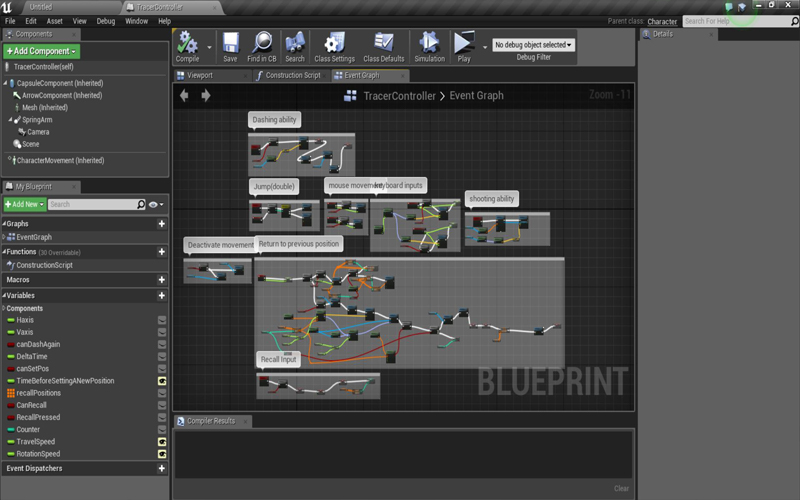 Untitled
TracerController
File Edit Asset View Debug Window Help
Parent class: Character
Search For Help
Components
+Add Component
TracerController(self)
CapsuleComponent (Inherited)
ArrowComponent (Inherited)
Mesh (Inherited)
SpringArm
Camera
Scene
CharacterMovement (Inherited)
My Blueprint
+Add New
Search
Graphs
EventGraph
Functions (30 Overridable)
ConstructionScript
Macros
Variables
Components
Haxis
Vaxis
canDashAgain
DeltaTime
canSetPos
TimeBeforeSettingANewPosition
recallPositions
CanRecall
RecallPressed
Counter
TravelSpeed
RotationSpeed
Event Dispatchers
Compile
Save
Find in CB
Search
Class Settings
Class Defaults
Simulation
Play
No debug object selected
Debug Filter
Viewport
Construction Script
Event Graph
TracerController > Event Graph
Zoom -11
Dashing ability
Jump(double)
mouse movement
keyboard inputs
shooting ability
Deactivate movement
Return to previous position
Recall Input
BLUEPRINT
Compiler Results
Clear
Details